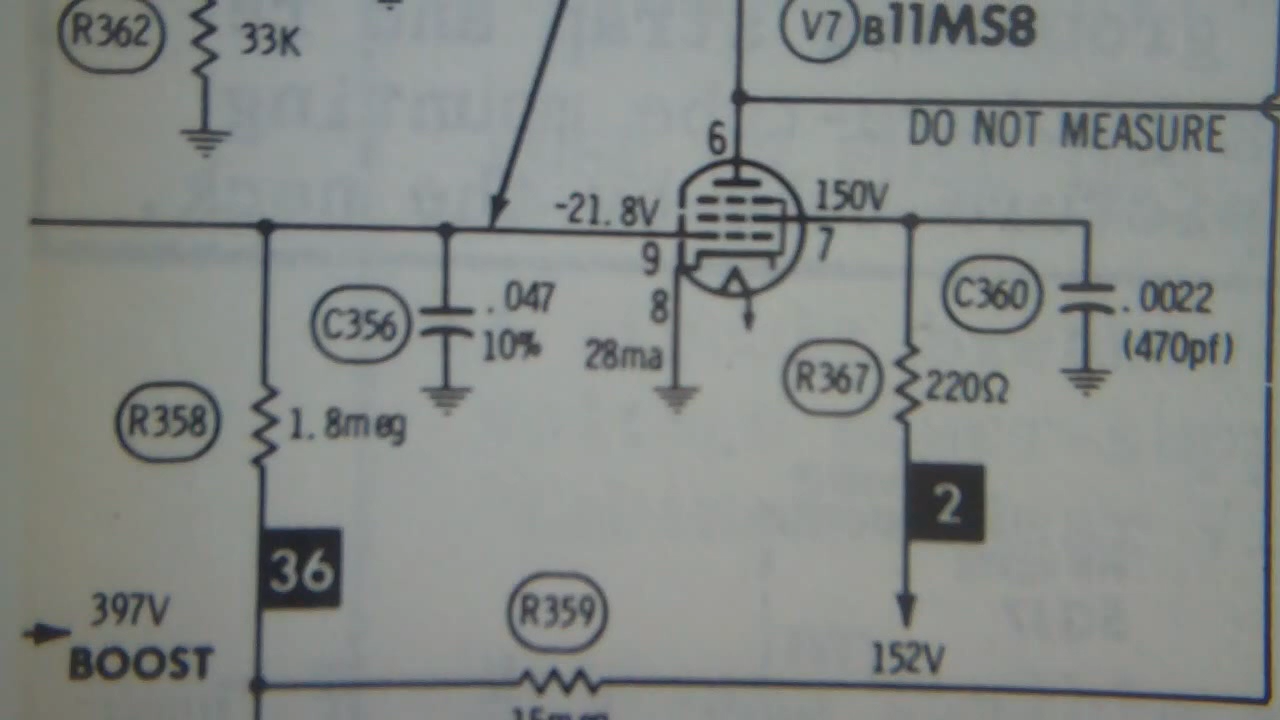 R362
33K
V7 B11MS8
DO NOT MEASURE
6
-21.8V
150V
9
7
8
28ma
C356
.047
10%
C360
.0022
(470pf)
R367
220Ω
R358
1.8meg
2
36
397V
BOOST
R359
152V
15meg